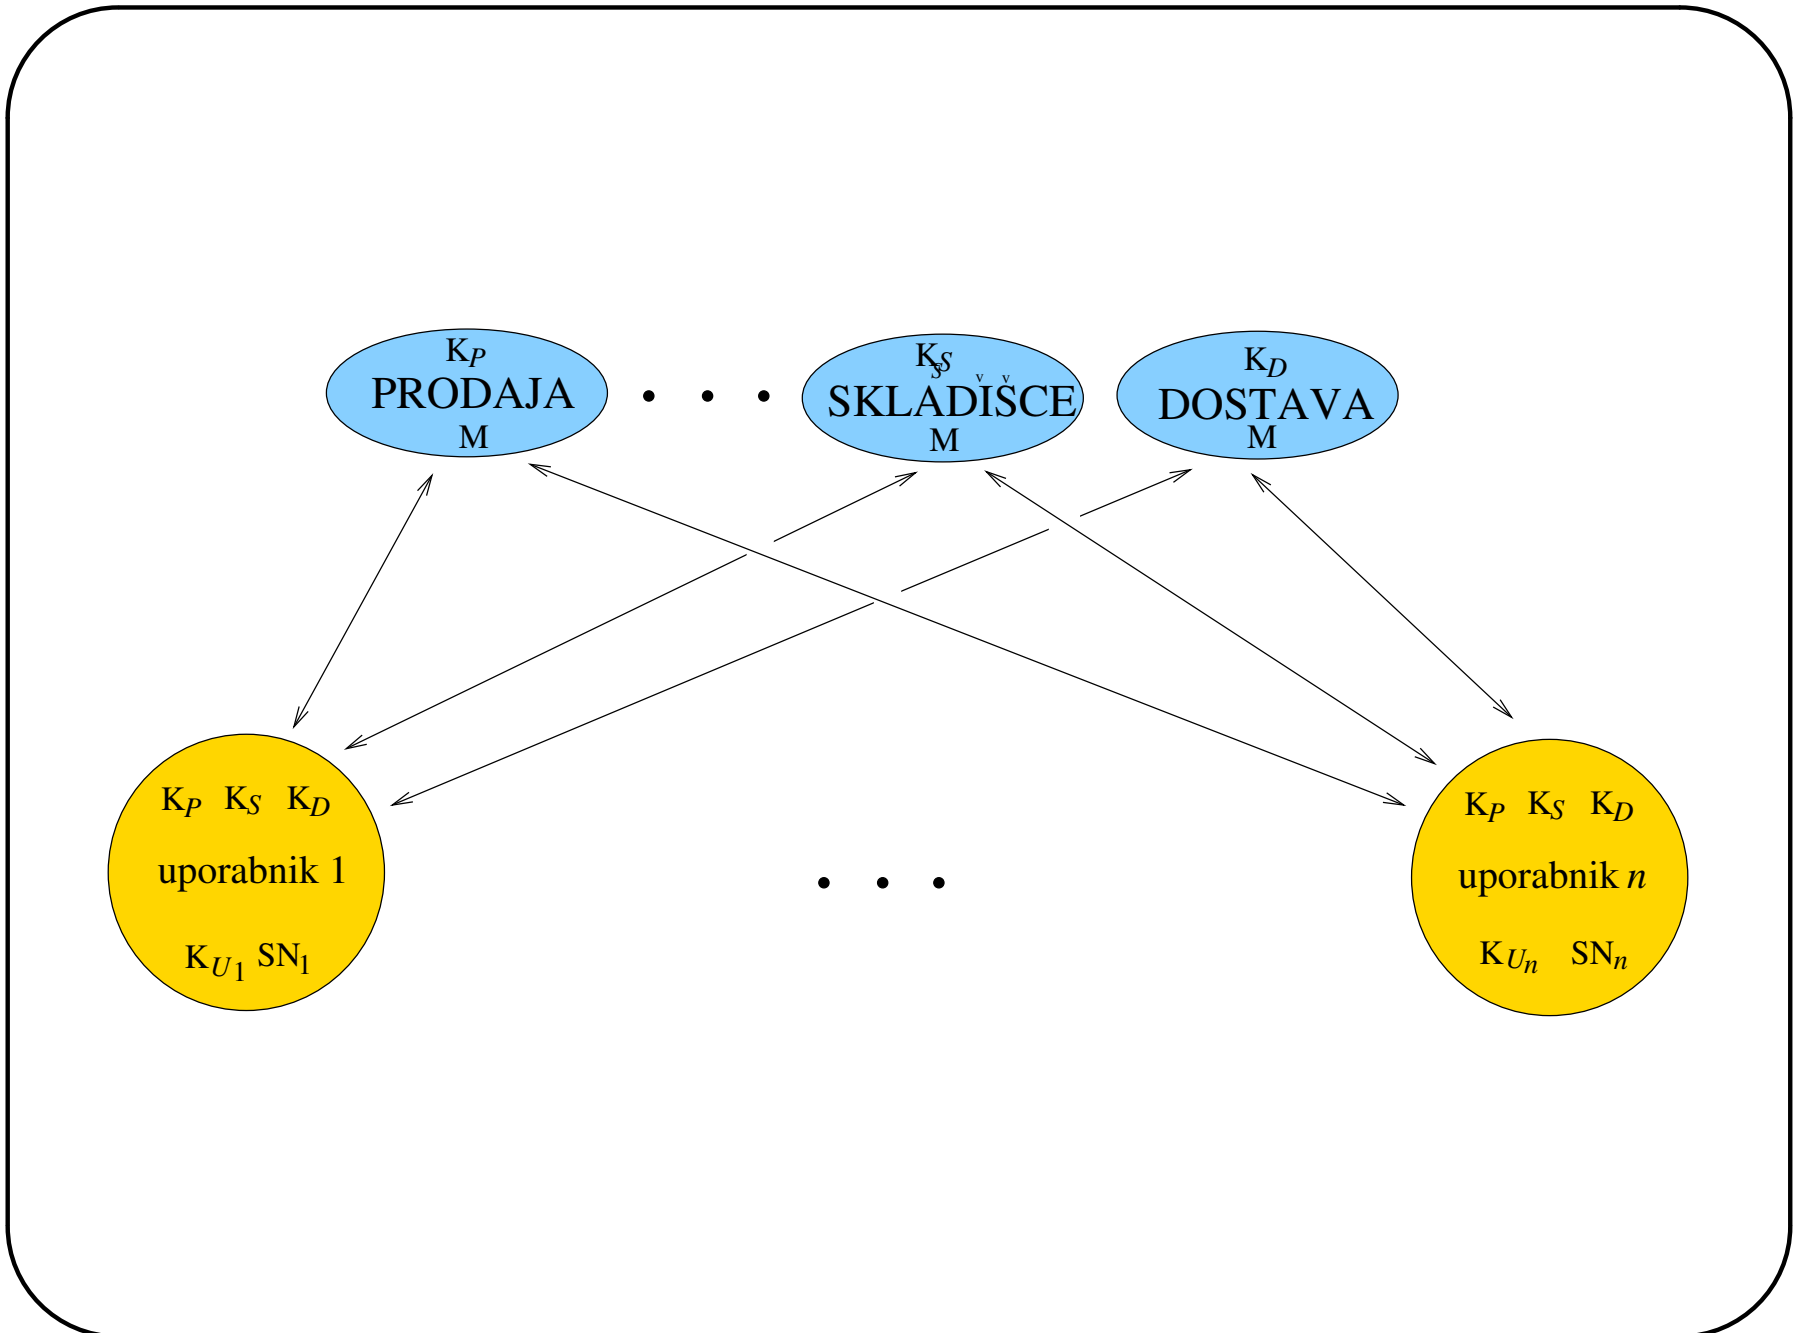 K_P
PRODAJA
M
. . .
K_S
S
SKLADIŠCE
M
K_D
DOSTAVA
M
K_P K_S K_D
uporabnik 1
K_U1 SN_1
. . .
K_P K_S K_D
uporabnik n
K_Un SN_n